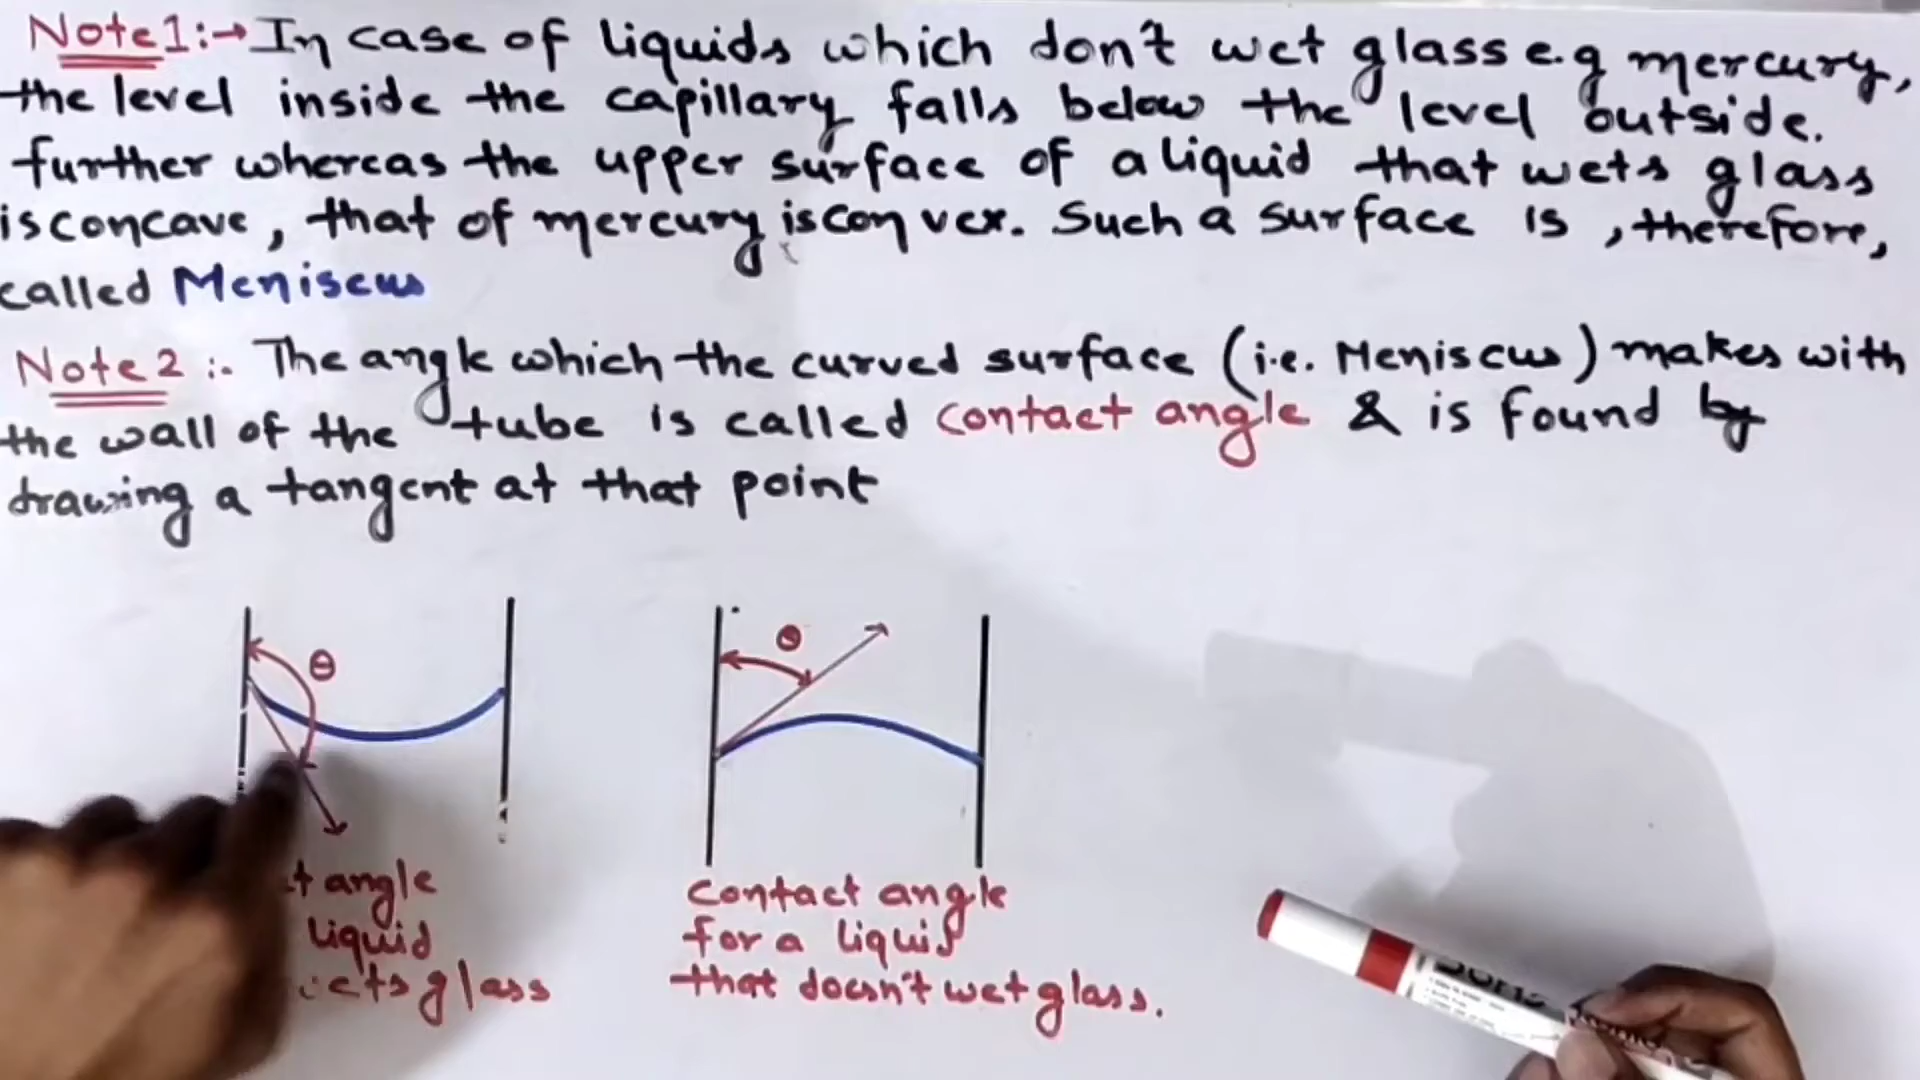 Note1:→ In case of liquids which don't wet glass e.g mercury,
the level inside the capillary falls below the level outside.
further whereas the upper surface of a liquid that wets glass
is concave, that of mercury is convex. Such a surface is , therefore,
called Meniscus
Note 2 :- The angle which the curved surface (i.e. Meniscus) makes with
the wall of the tube is called contact angle & is found by
drawing a tangent at that point
θ
θ
angle
liquid
glass
Contact angle
for a liquid
that doesn't wet glass.